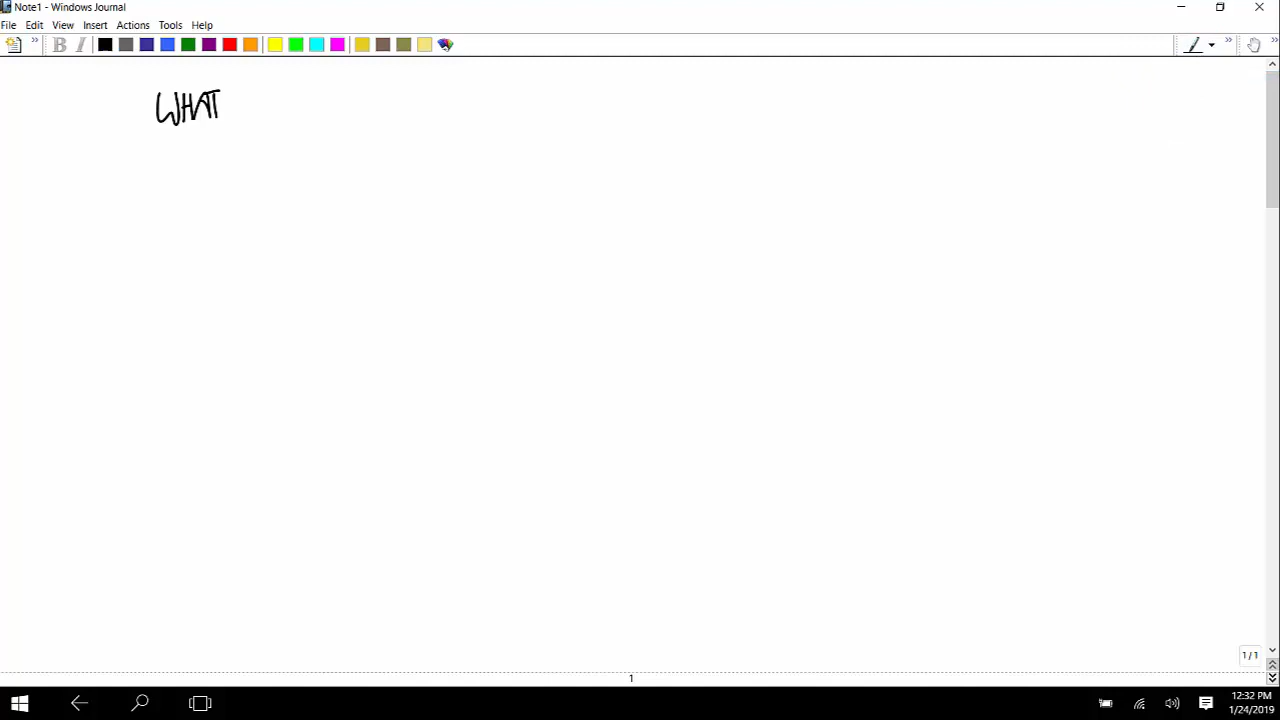 Note1 - Windows Journal
File Edit View Insert Actions Tools Help
B I
WHAT
1/1
1
12:32 PM
1/24/2019